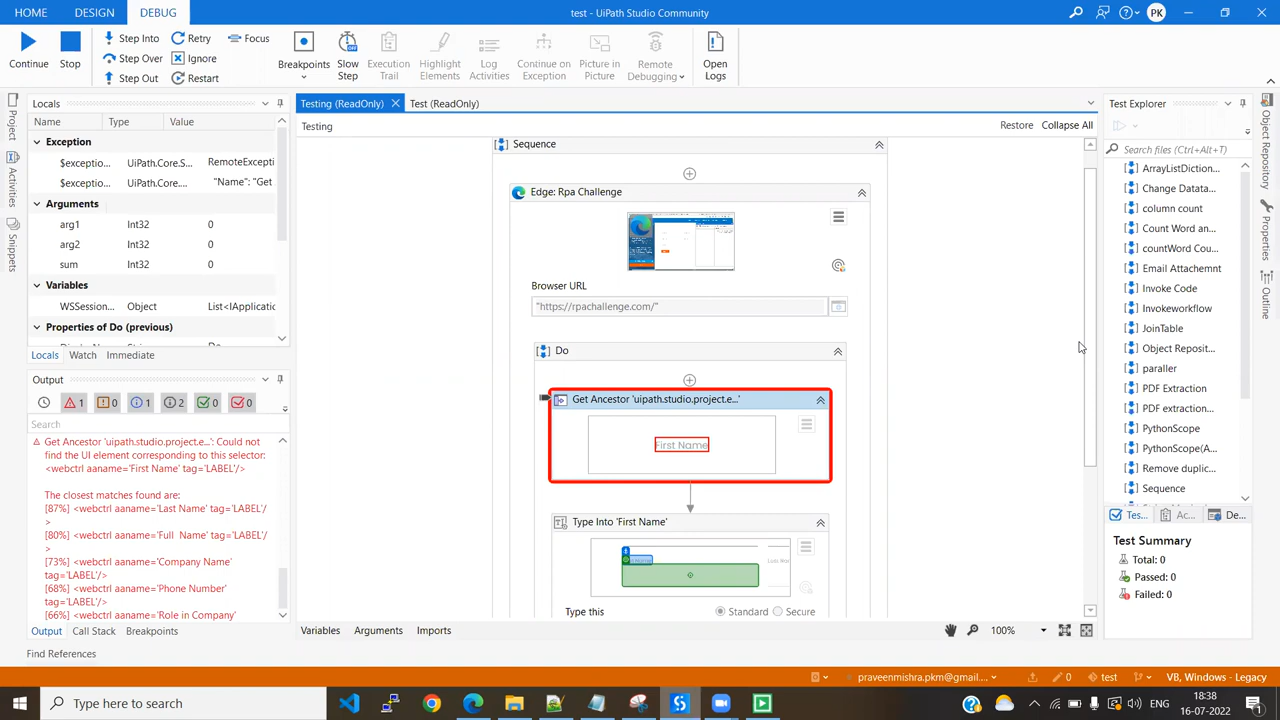 HOME
DESIGN
DEBUG
test - UiPath Studio Community
PK
Continue
Stop
Step Into
Step Over
Step Out
Retry
Ignore
Restart
Focus
Breakpoints
Slow Step
Execution Trail
Highlight Elements
Log Activities
Continue on Exception
Picture in Picture
Remote Debugging
Open Logs
Project
Activities
Snippets
Locals
Name Type Value
Exception
$exceptio... UiPath.Core.S... RemoteExcepti
$exceptio... UiPath.Core.... "Name": "Get
Arguments
arg1 Int32 0
arg2 Int32 0
sum Int32 0
Variables
WSSession... Object List<IApplicatic
Properties of Do (previous)
Locals Watch Immediate
Output
1 0 1 2 0 0
Search
Get Ancestor 'uipath.studio.project.e...': Could not
find the UI element corresponding to this selector:
<webctrl aaname='First Name' tag='LABEL'/>
The closest matches found are:
[87%] <webctrl aaname='Last Name' tag='LABEL'/
>
[80%] <webctrl aaname='Full  Name' tag='LABEL'/
>
[73%] <webctrl aaname='Company Name'
tag='LABEL'/>
[68%] <webctrl aaname='Phone Number'
tag='LABEL'/>
[66%] <webctrl aaname='Role in Company'
Output Call Stack Breakpoints
Find References
Testing (ReadOnly)
Test (ReadOnly)
Testing
Restore Collapse All
Sequence
Edge: Rpa Challenge
Browser URL
"https://rpachallenge.com/"
Do
Get Ancestor 'uipath.studio.project.e...'
First Name
Type Into 'First Name'
Type this
Standard Secure
Variables Arguments Imports
100%
Test Explorer
Search files (Ctrl+Alt+T)
ArrayListDiction...
Change Datata...
column count
Count Word an...
countWord Cou...
Email Attachemnt
Invoke Code
Invokeworkflow
JoinTable
Object Reposit...
paraller
PDF Extraction
PDF extraction...
PythonScope
PythonScope(A...
Remove duplic...
Sequence
Tes... Ac... De...
Test Summary
Total: 0
Passed: 0
Failed: 0
Object Repository
Properties
Outline
0
praveenmishra.pkm@gmail....
0
test
VB, Windows - Legacy
Type here to search
18:38
16-07-2022
1